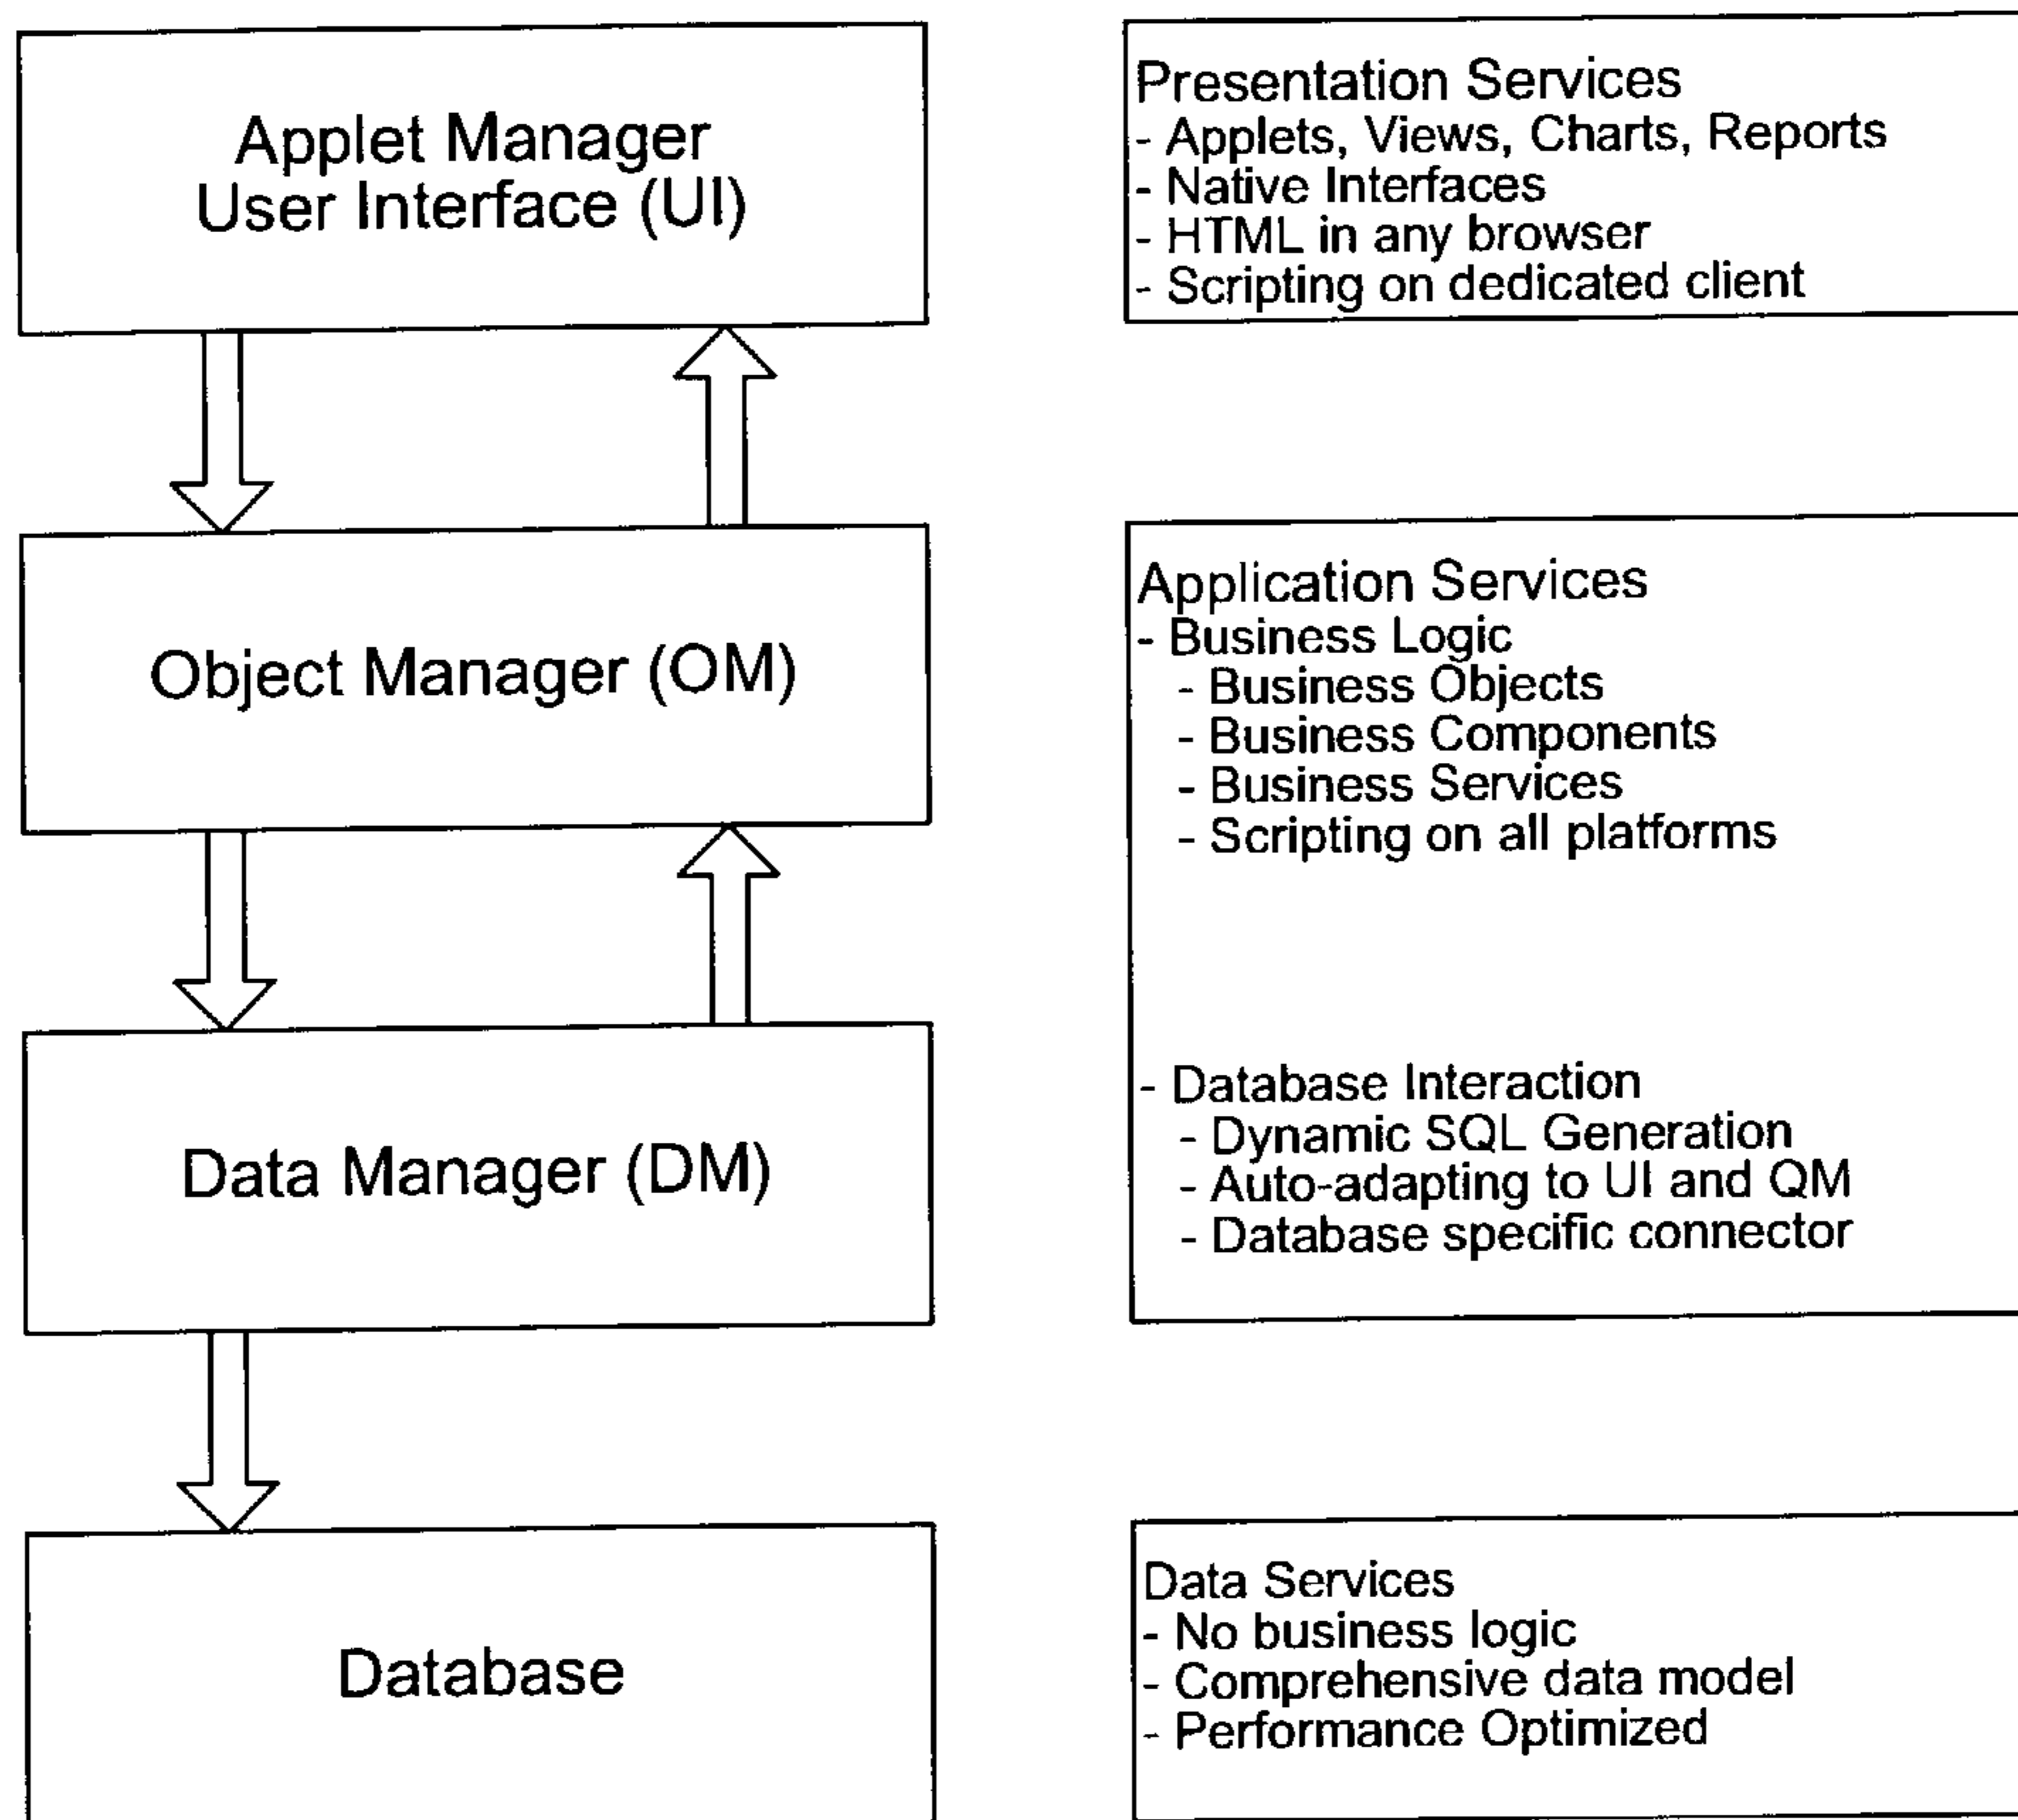 Applet Manager
User Interface (UI)
Presentation Services
- Applets, Views, Charts, Reports
- Native Interfaces
- HTML in any browser
- Scripting on dedicated client
Object Manager (OM)
Application Services
- Business Logic
- Business Objects
- Business Components
- Business Services
- Scripting on all platforms
Data Manager (DM)
- Database Interaction
- Dynamic SQL Generation
- Auto-adapting to UI and QM
- Database specific connector
Database
Data Services
- No business logic
- Comprehensive data model
- Performance Optimized